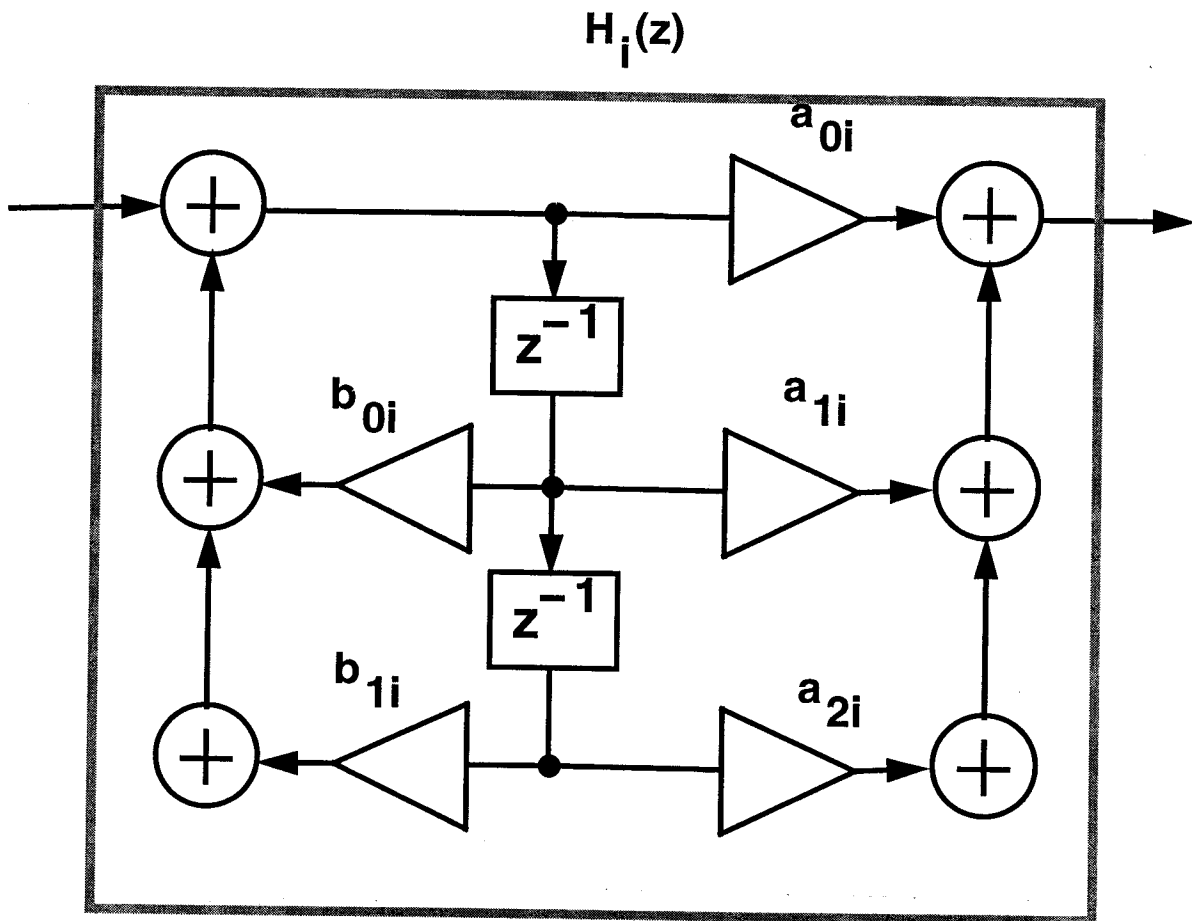 H_i(z)
a_0i
+
+
z^-1
b_0i
a_1i
+
+
z^-1
b_1i
a_2i
+
+